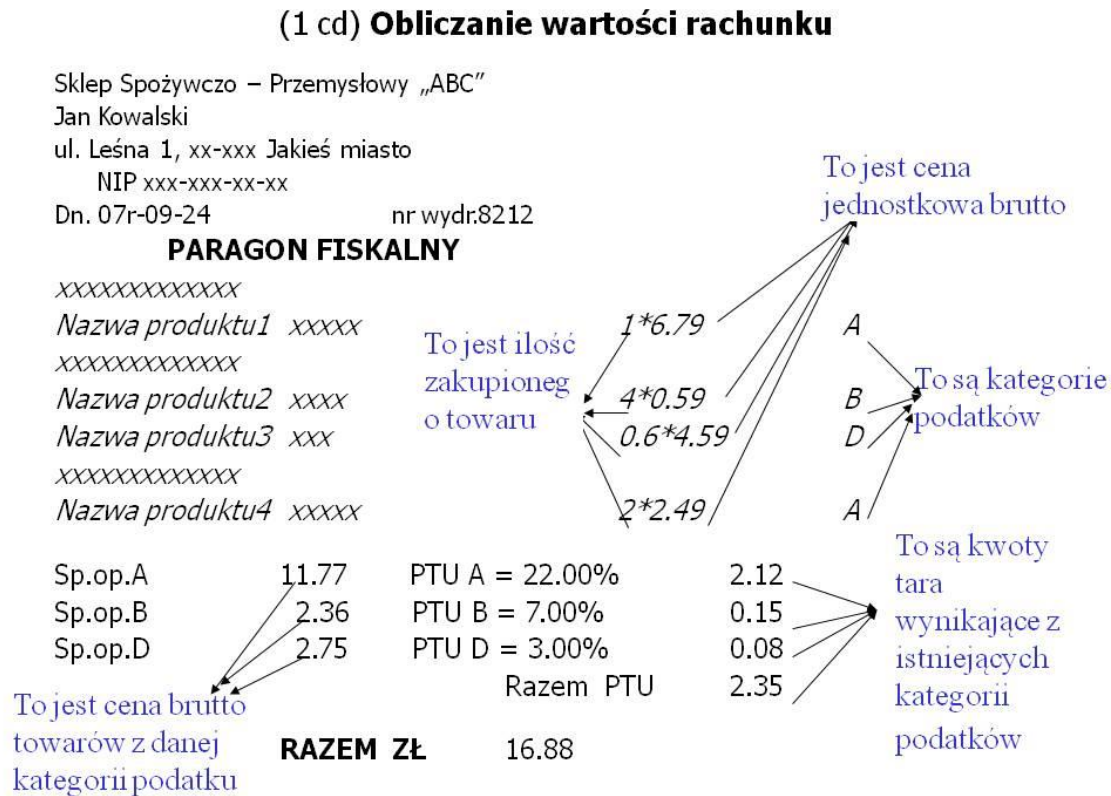 (1 cd) Obliczanie wartości rachunku
Sklep Spożywczo – Przemysłowy „ABC”
Jan Kowalski
ul. Leśna 1, xx-xxx Jakieś miasto
NIP xxx-xxx-xx-xx
Dn. 07r-09-24 nr wydr.8212
PARAGON FISKALNY
To jest cena
jednostkowa brutto
xxxxxxxxxxxxx
Nazwa produktu1 xxxxx 1*6.79 A
xxxxxxxxxxxxx
Nazwa produktu2 xxxx 4*0.59 B
Nazwa produktu3 xxx 0.6*4.59 D
xxxxxxxxxxxxx
Nazwa produktu4 xxxxx 2*2.49 A
To jest ilość
zakupioneg
o towaru
To są kategorie
podatków
Sp.op.A 11.77 PTU A = 22.00% 2.12
Sp.op.B 2.36 PTU B = 7.00% 0.15
Sp.op.D 2.75 PTU D = 3.00% 0.08
Razem PTU 2.35
To są kwoty
tara
wynikające z
istniejących
kategorii
podatków
To jest cena brutto
towarów z danej
kategorii podatku
RAZEM ZŁ 16.88